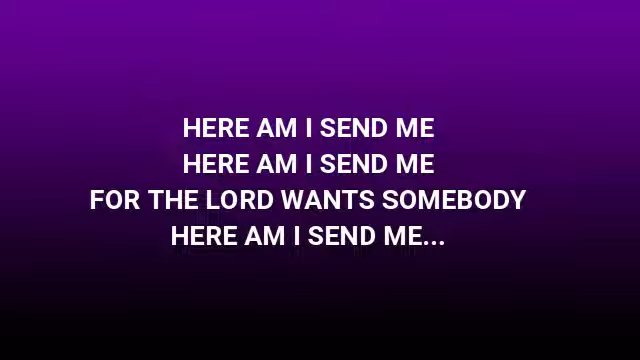 HERE AM I SEND ME
HERE AM I SEND ME
FOR THE LORD WANTS SOMEBODY
HERE AM I SEND ME...